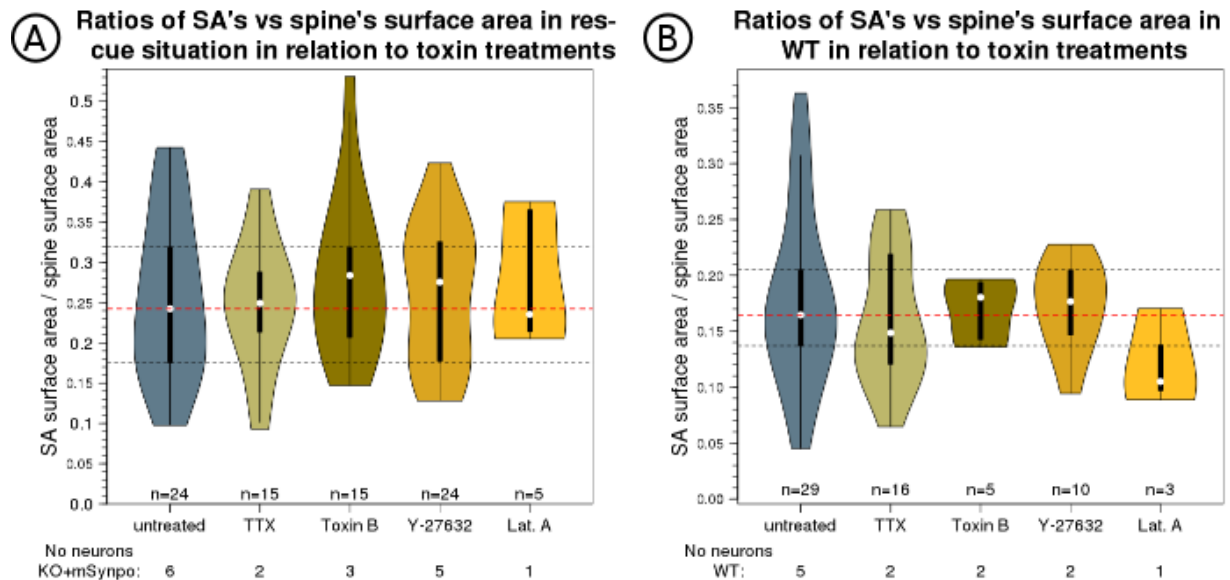 A
Ratios of SA's vs spine's surface area in res-
cue situation in relation to toxin treatments
SA surface area / spine surface area
0.5
0.45
0.4
0.35
0.3
0.25
0.2
0.15
0.1
0.05
0.0
n=24 n=15 n=15 n=24 n=5
untreated TTX Toxin B Y-27632 Lat. A
No neurons
KO+mSynpo: 6 2 3 5 1
B
Ratios of SA's vs spine's surface area in
WT in relation to toxin treatments
SA surface area / spine surface area
0.35
0.30
0.25
0.20
0.15
0.10
0.05
0.00
n=29 n=16 n=5 n=10 n=3
untreated TTX Toxin B Y-27632 Lat. A
No neurons
WT: 5 2 2 2 1